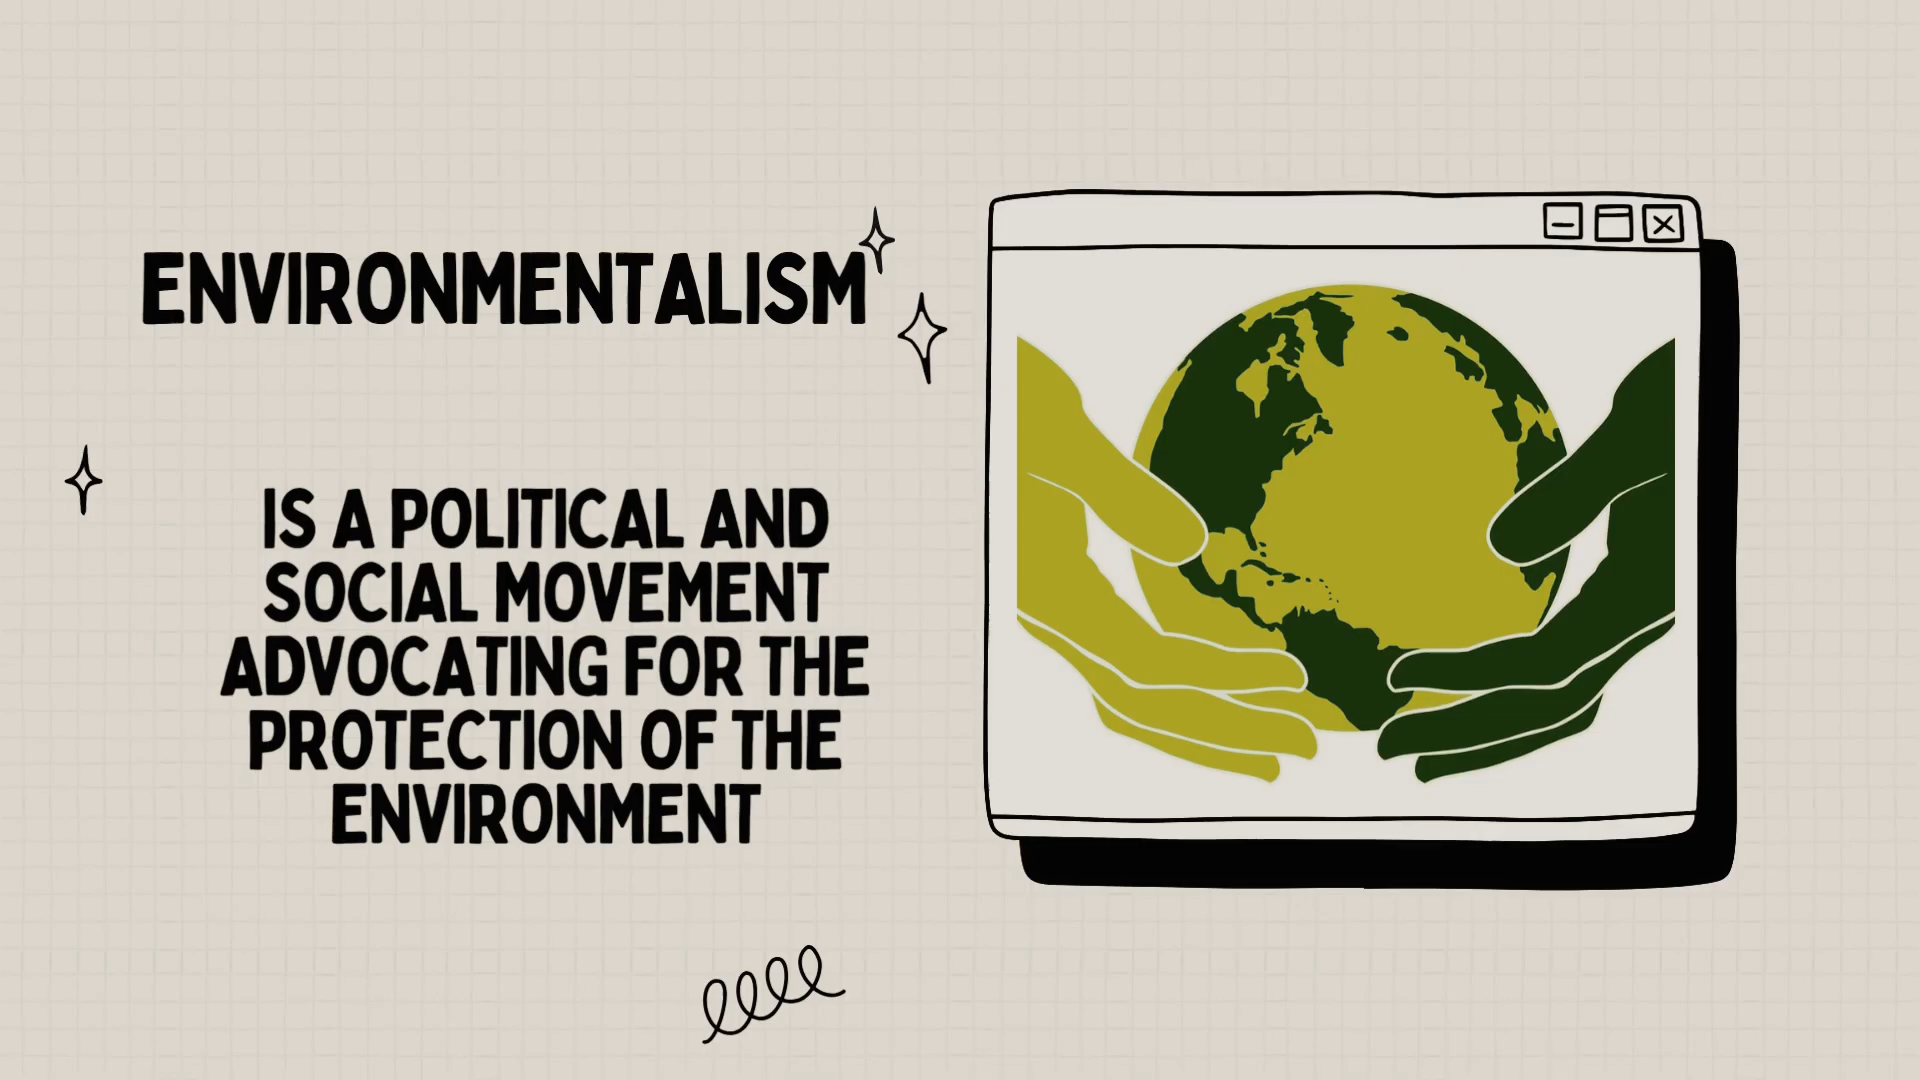 ENVIRONMENTALISM
IS A POLITICAL AND
SOCIAL MOVEMENT
ADVOCATING FOR THE
PROTECTION OF THE
ENVIRONMENT